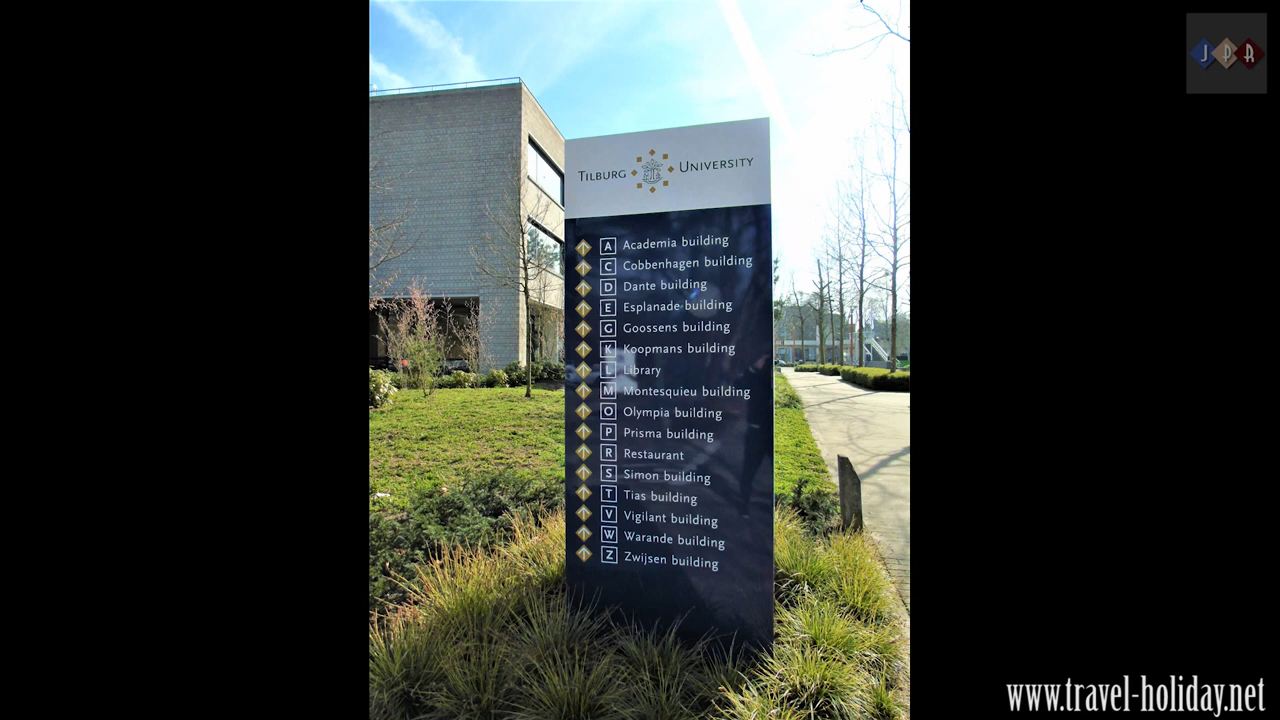 JPR
TILBURG UNIVERSITY
A Academia building
C Cobbenhagen building
D Dante building
E Esplanade building
G Goossens building
K Koopmans building
L Library
M Montesquieu building
O Olympia building
P Prisma building
R Restaurant
S Simon building
T Tias building
V Vigilant building
W Warande building
Z Zwijsen building
www.travel-holiday.net